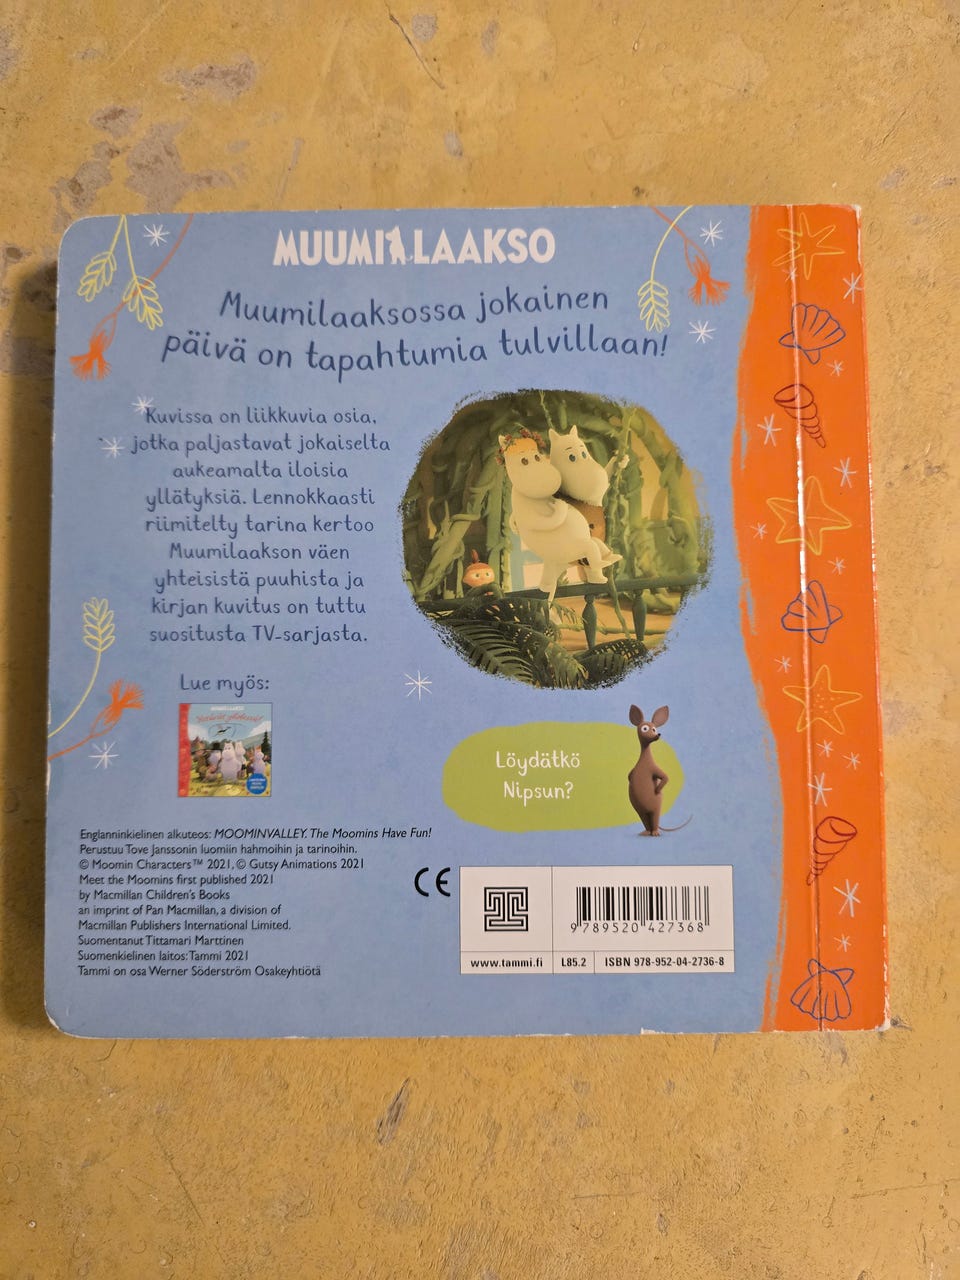 MUUMILAAKSO
Muumilaaksossa jokainen
päivä on tapahtumia tulvillaan!
Kuvissa on liikkuvia osia,
jotka paljastavat jokaiselta
aukeamalta iloisia
yllätyksiä. Lennokkaasti
riimitelty tarina kertoo
Muumilaakson väen
yhteisistä puuhista ja
kirjan kuvitus on tuttu
suositusta TV-sarjasta.
Lue myös:
MUUMILAAKSO
Löydätkö
Nipsun?
Englanninkielinen alkuteos: MOOMINVALLEY. The Moomins Have Fun!
Perustuu Tove Janssonin luomiin hahmoihin ja tarinoihin.
© Moomin Characters™ 2021, © Gutsy Animations 2021
Meet the Moomins first published 2021
by Macmillan Children's Books
an imprint of Pan Macmillan, a division of
Macmillan Publishers International Limited.
Suomentanut Tittamari Marttinen
Suomenkielinen laitos: Tammi 2021
Tammi on osa Werner Söderström Osakeyhtiötä
CE
9 789520 427368
www.tammi.fi L85.2 ISBN 978-952-04-2736-8